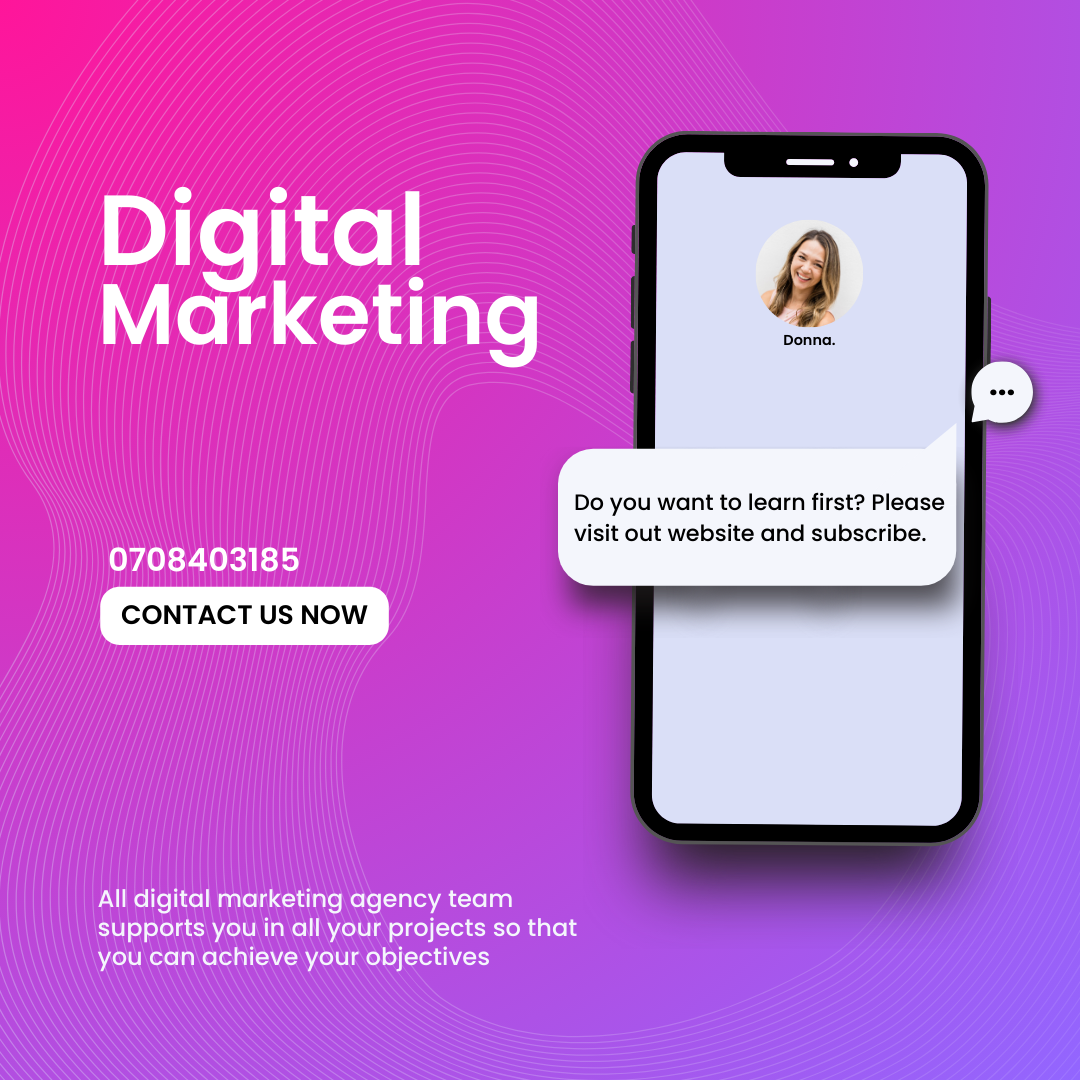 Digital
Marketing
Donna.
Do you want to learn first? Please
visit out website and subscribe.
0708403185
CONTACT US NOW
All digital marketing agency team
supports you in all your projects so that
you can achieve your objectives